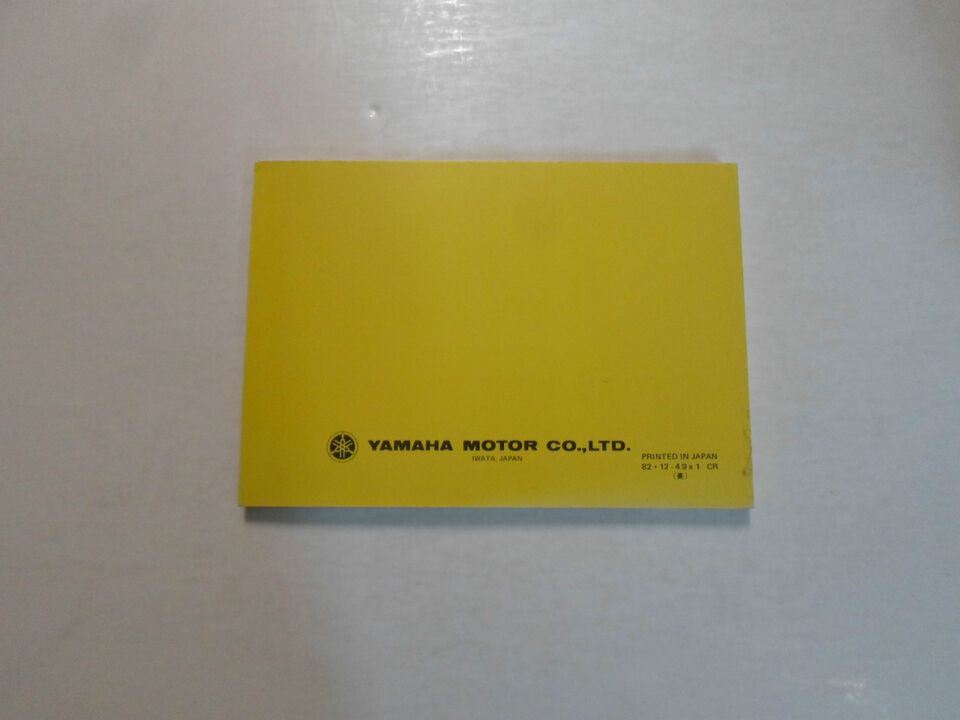 YAMAHA MOTOR CO.,LTD.
IWATA, JAPAN
PRINTED IN JAPAN
82 • 12 - 4.9 x 1 CR